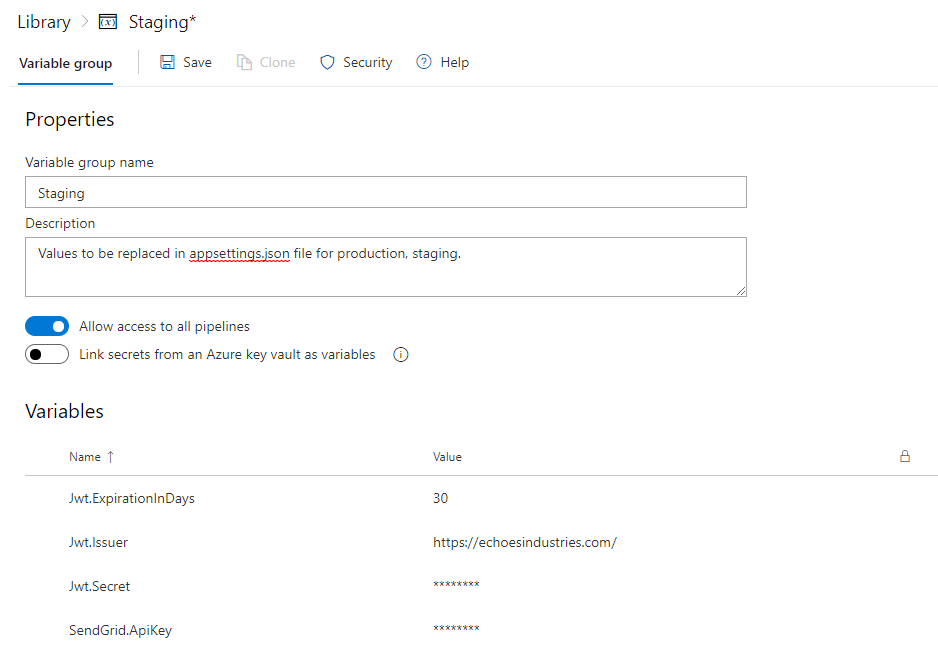 Library > Staging*
Variable group Save Clone Security Help
Properties
Variable group name
Staging
Description
Values to be replaced in appsettings.json file for production, staging.
Allow access to all pipelines
Link secrets from an Azure key vault as variables
Variables
Name ↑ Value
Jwt.ExpirationInDays 30
Jwt.Issuer https://echoesindustries.com/
Jwt.Secret ********
SendGrid.ApiKey ********